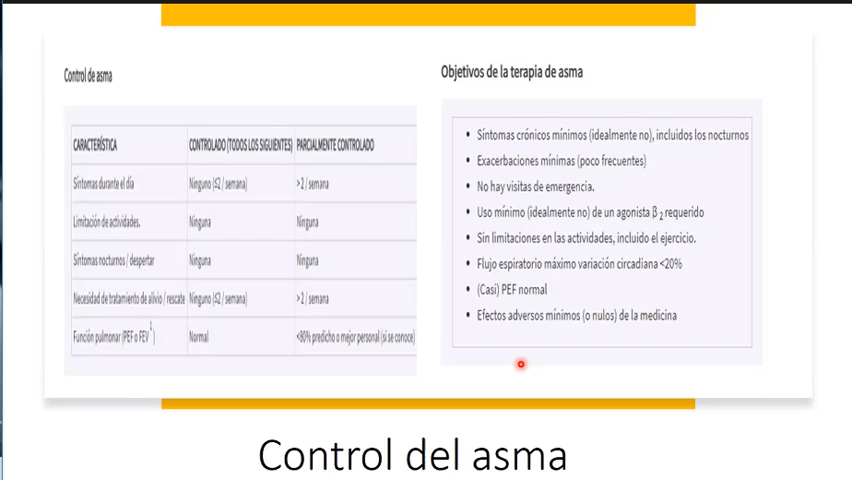 Control de asma
CARACTERÍSTICA CONTROLADO (TODOS LOS SIGUIENTES) PARCIALMENTE CONTROLADO
Síntomas durante el día Ninguno (≤2 / semana) > 2 / semana
Limitación de actividades. Ninguna Ninguna
Síntomas nocturnos / despertar Ninguna Ninguna
Necesidad de tratamiento de alivio / rescate Ninguno (≤2 / semana) > 2 / semana
Función pulmonar (PEF o FEV 1 ) Normal <80% predicho o mejor personal (si se conoce)
Objetivos de la terapia de asma
• Síntomas crónicos mínimos (idealmente no), incluidos los nocturnos
• Exacerbaciones mínimas (poco frecuentes)
• No hay visitas de emergencia.
• Uso mínimo (idealmente no) de un agonista β 2 requerido
• Sin limitaciones en las actividades, incluido el ejercicio.
• Flujo espiratorio máximo variación circadiana <20%
• (Casi) PEF normal
• Efectos adversos mínimos (o nulos) de la medicina
Control del asma